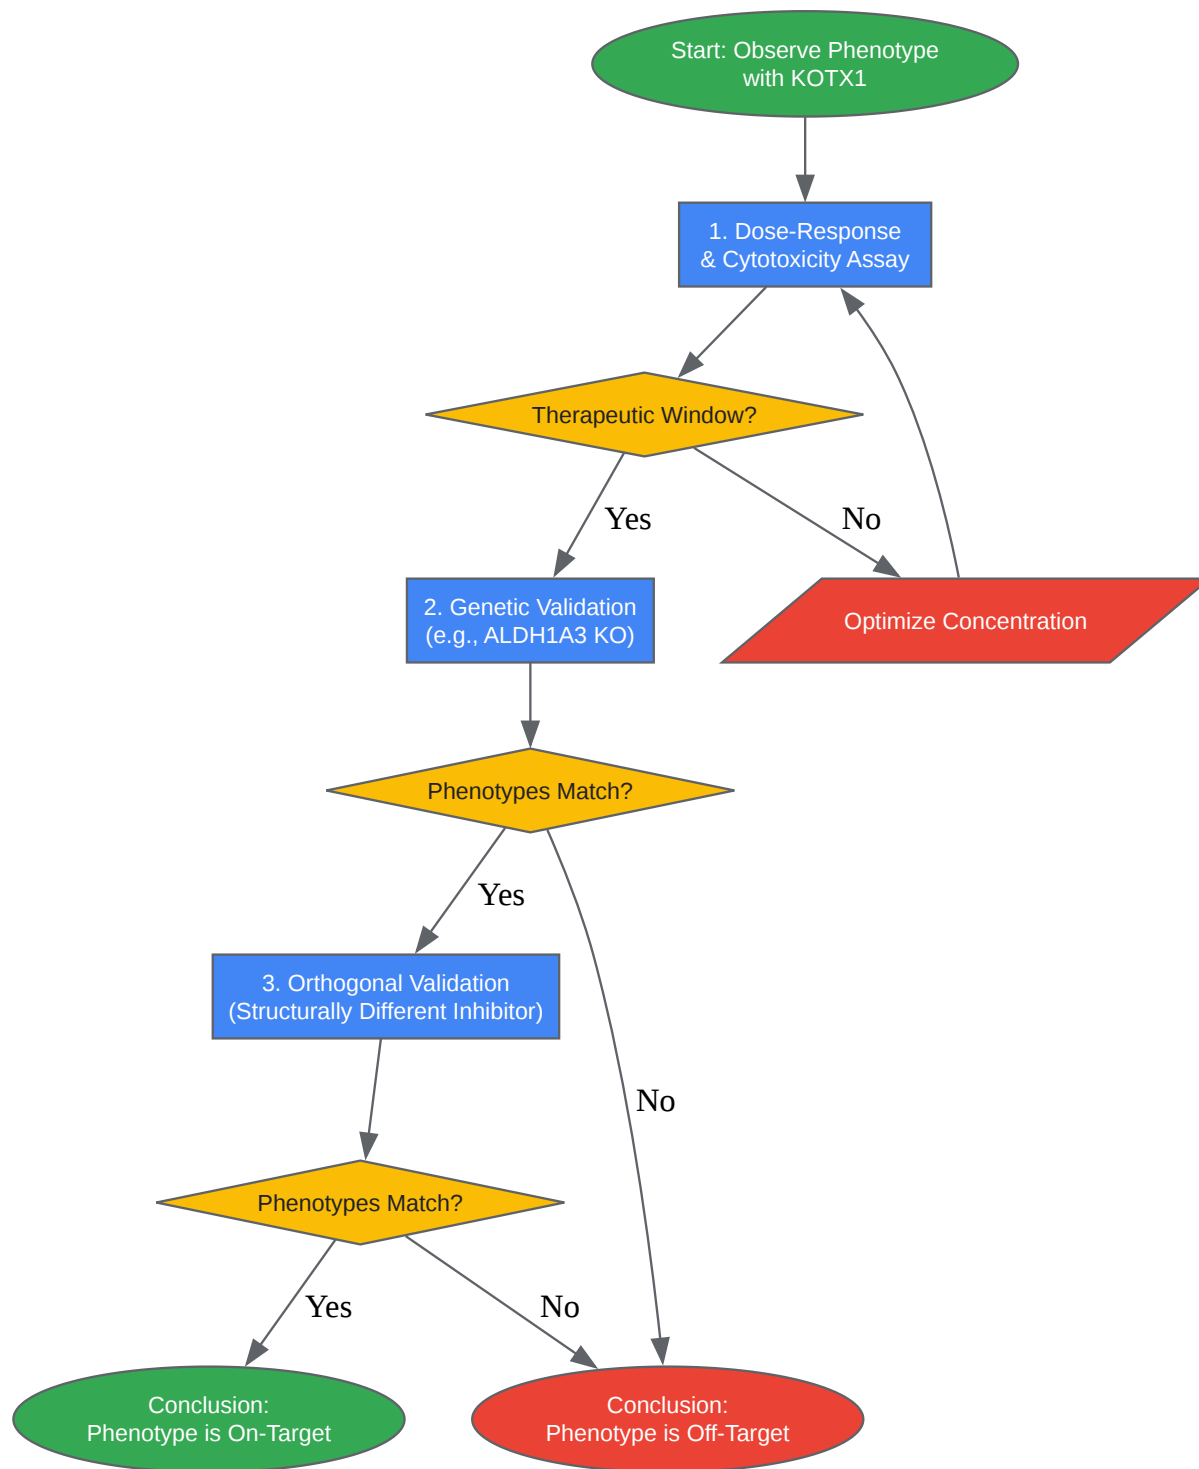 Start: Observe Phenotype
with KOTX1
1. Dose-Response
& Cytotoxicity Assay
Therapeutic Window?
Yes
No
2. Genetic Validation
(e.g., ALDH1A3 KO)
Optimize Concentration
Phenotypes Match?
Yes
3. Orthogonal Validation
(Structurally Different Inhibitor)
No
Phenotypes Match?
Yes
No
Conclusion:
Phenotype is On-Target
Conclusion:
Phenotype is Off-Target